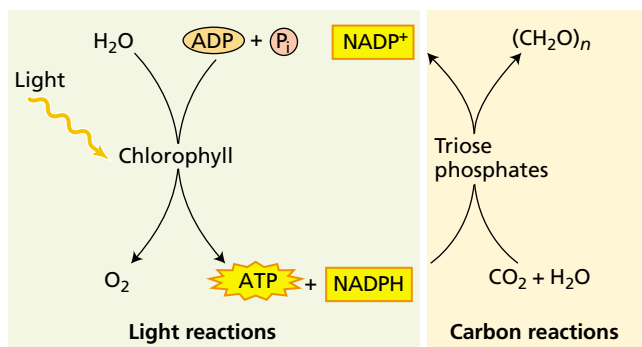 H₂O ADP + Pᵢ NADP⁺ (CH₂O)ₙ
Light
Chlorophyll
Triose
phosphates
O₂ ATP + NADPH CO₂ + H₂O
Light reactions Carbon reactions